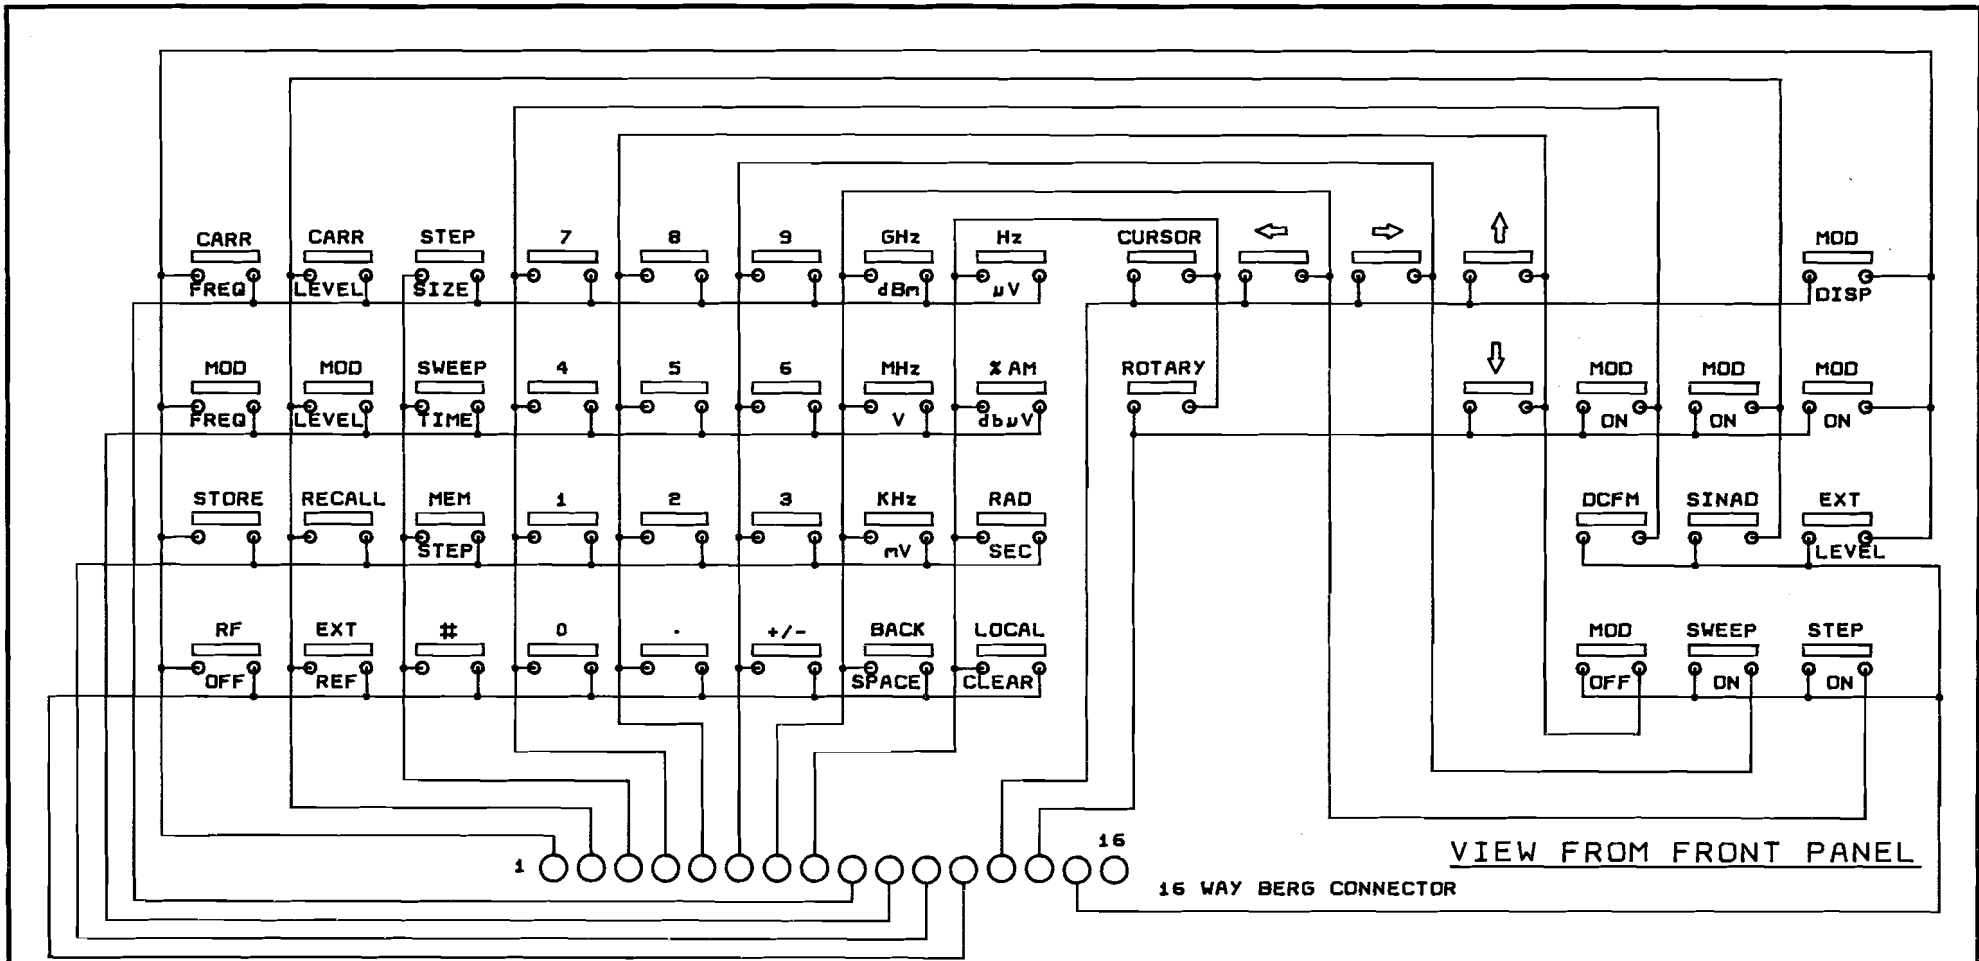 CARR CARR STEP 7 8 9 GHz Hz CURSOR MOD
FREQ LEVEL SIZE dBm µV DISP
MOD MOD SWEEP 4 5 6 MHz % AM ROTARY MOD MOD MOD
FREQ LEVEL TIME V dbµV ON ON ON
STORE RECALL MEM 1 2 3 KHz RAD DCFM SINAD EXT
STEP mV SEC LEVEL
RF EXT # 0 . +/- BACK LOCAL MOD SWEEP STEP
OFF REF SPACE CLEAR OFF ON ON
1 16
VIEW FROM FRONT PANEL
16 WAY BERG CONNECTOR